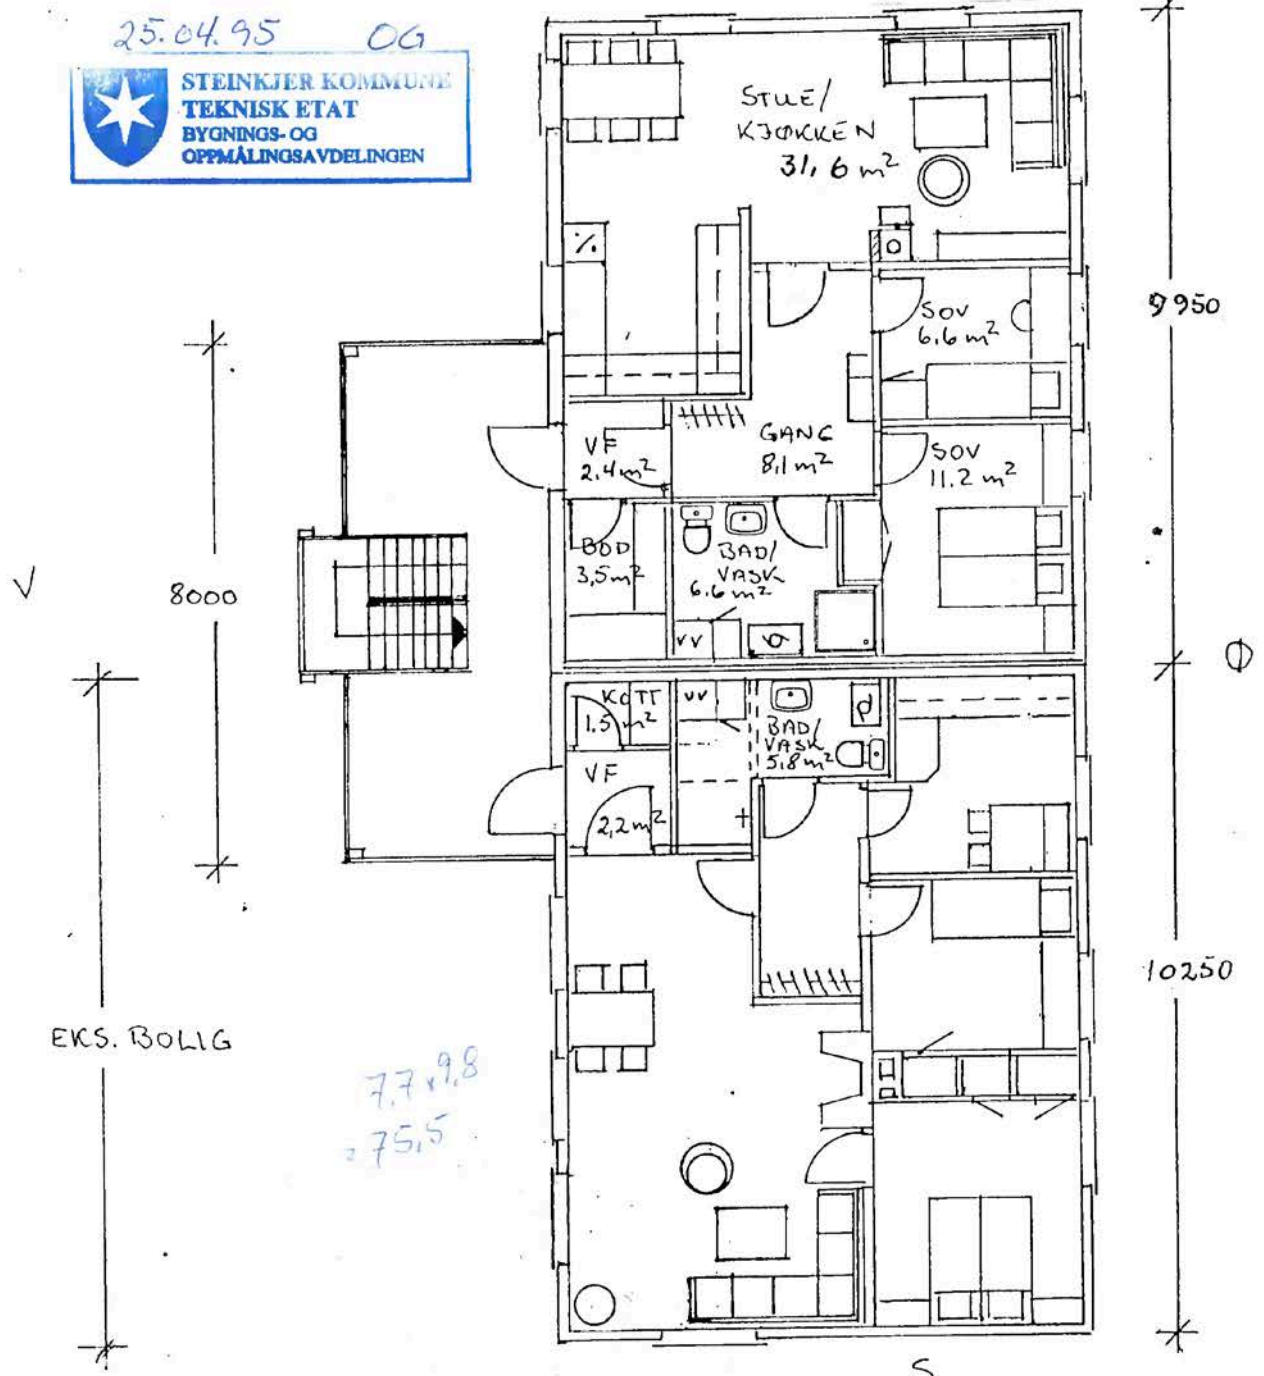 25.04.95 OG
STEINKJER KOMMUNE
TEKNISK ETAT
BYGNINGS- OG
OPPMÅLINGSAVDELINGEN
STUE/
KJØKKEN
31,6 m²
9950
SOV
6,6 m²
GANG
8,1 m²
VF
2,4 m²
SOV
11.2 m²
BOD
3,5 m²
BAD/
VASK
6.6 m²
VV
V
8000
Ø
KOTT
1.5 m²
VV
BAD/
VASK
5,8 m²
VF
2,2 m²
10250
EKS. BOLIG
7.7 x 9,8
= 75,5
S